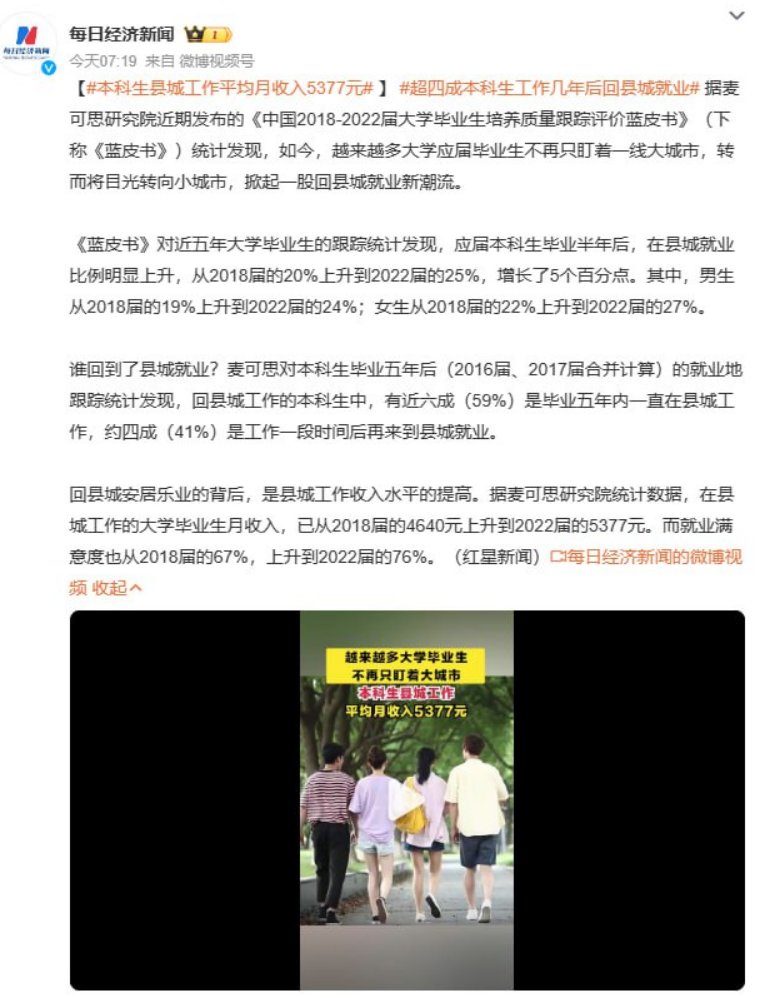 每日经济新闻
每日经济新闻 1
今天07:19 来自 微博视频号
【#本科生县城工作平均月收入5377元# 】 #超四成本科生工作几年后回县城就业# 据麦
可思研究院近期发布的《中国2018-2022届大学毕业生培养质量跟踪评价蓝皮书》（下
称《蓝皮书》）统计发现，如今，越来越多大学应届毕业生不再只盯着一线大城市，转
而将目光转向小城市，掀起一股回县城就业新潮流。
《蓝皮书》对近五年大学毕业生的跟踪统计发现，应届本科生毕业半年后，在县城就业
比例明显上升，从2018届的20%上升到2022届的25%，增长了5个百分点。其中，男生
从2018届的19%上升到2022届的24%；女生从2018届的22%上升到2022届的27%。
谁回到了县城就业？麦可思对本科生毕业五年后（2016届、2017届合并计算）的就业地
跟踪统计发现，回县城工作的本科生中，有近六成（59%）是毕业五年内一直在县城工
作，约四成（41%）是工作一段时间后再来到县城就业。
回县城安居乐业的背后，是县城工作收入水平的提高。据麦可思研究院统计数据，在县
城工作的大学毕业生月收入，已从2018届的4640元上升到2022届的5377元。而就业满
意度也从2018届的67%，上升到2022届的76%。（红星新闻）每日经济新闻的微博视
频 收起
越来越多大学毕业生
不再只盯着大城市
本科生县城工作
平均月收入5377元